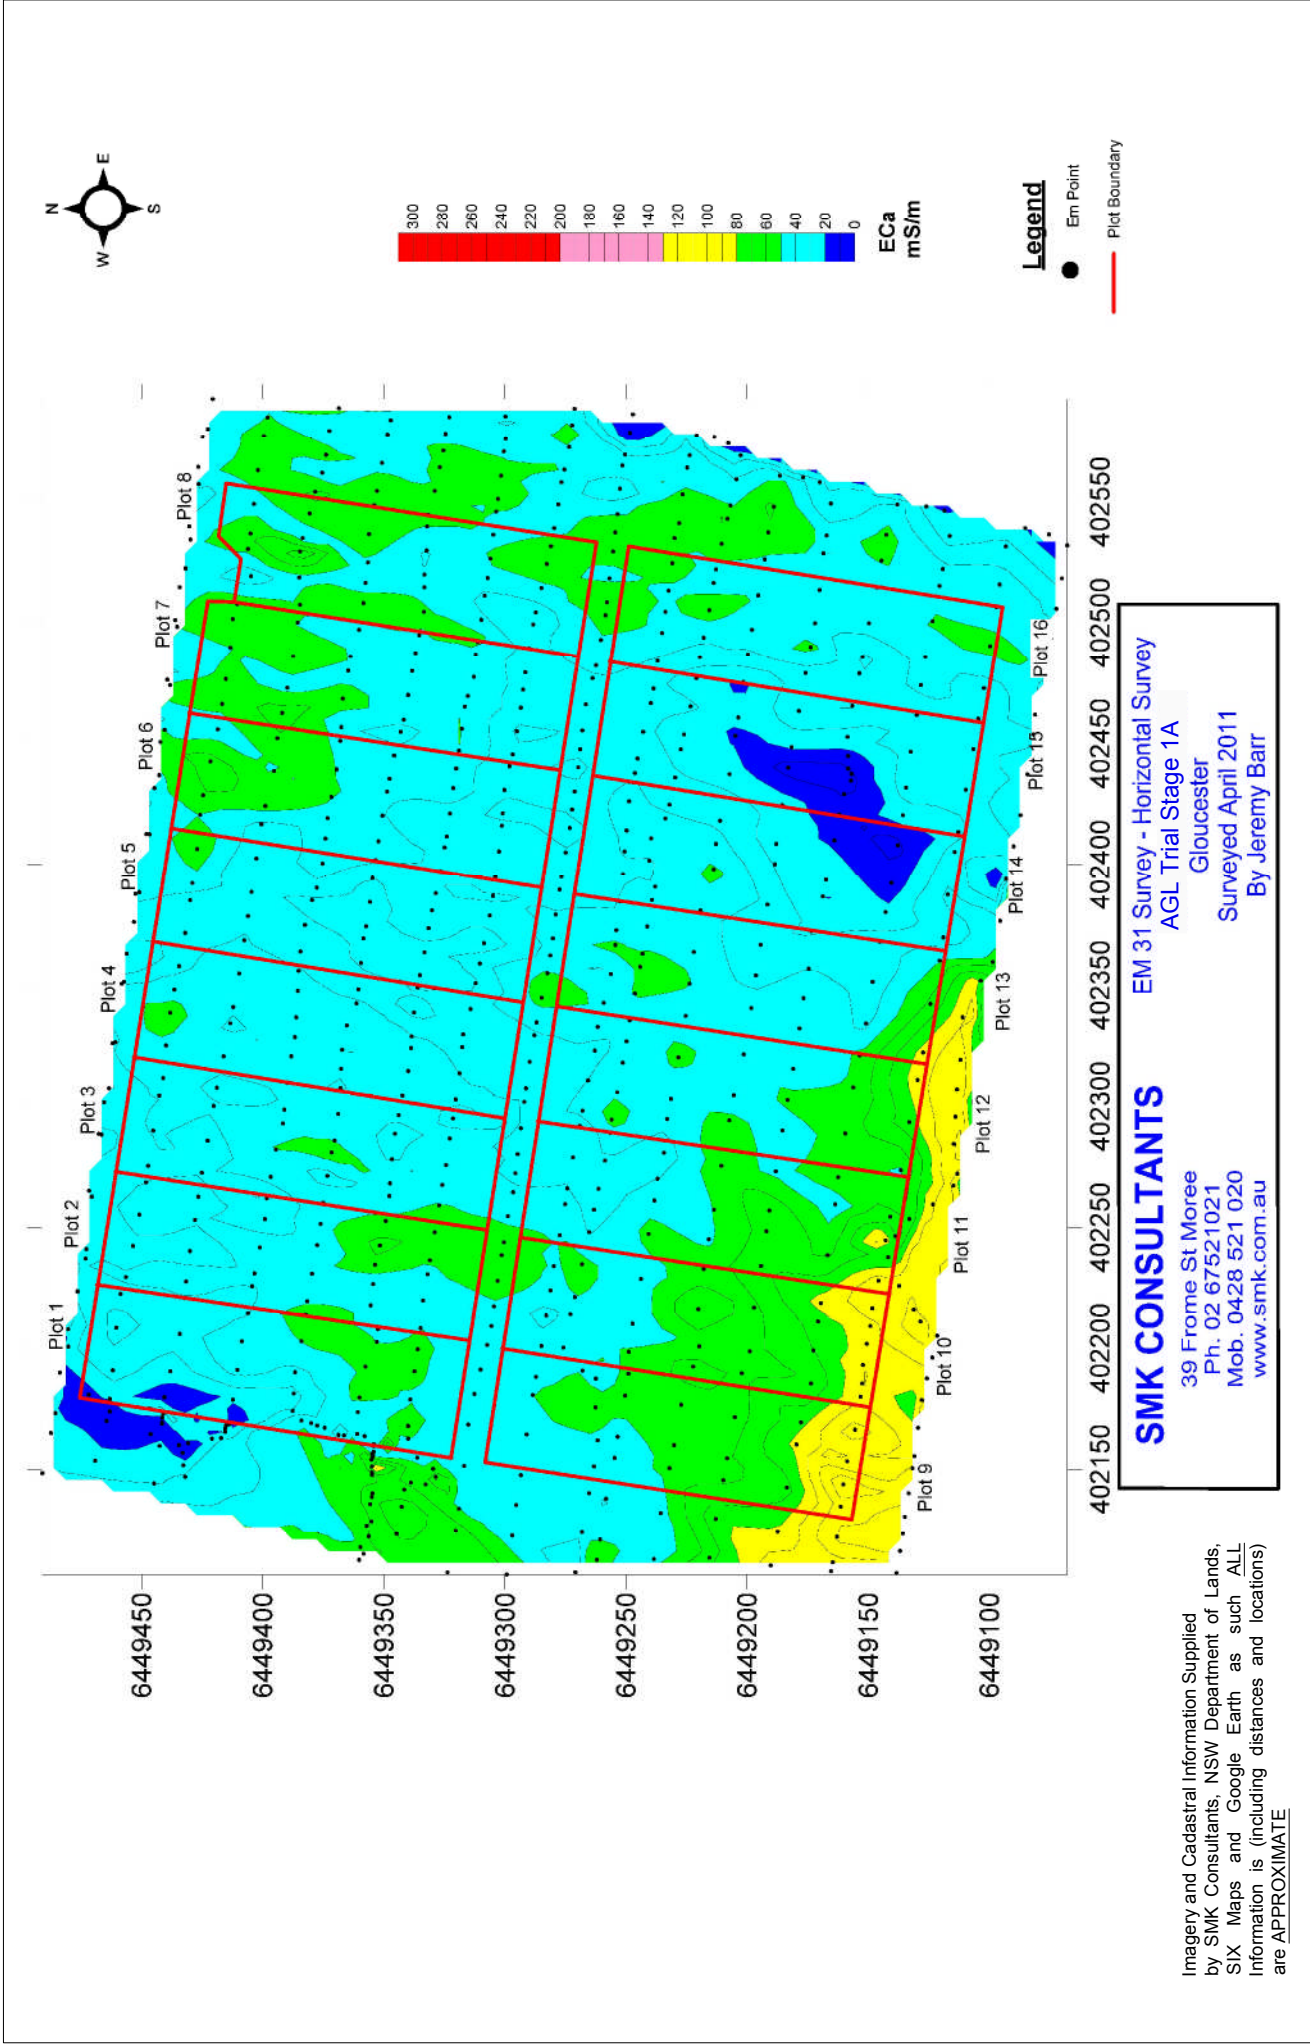 N
W
E
S
Plot 1
Plot 2
Plot 3
Plot 4
Plot 5
Plot 6
Plot 7
Plot 8
Plot 9
Plot 10
Plot 11
Plot 12
Plot 13
Plot 14
Plot 15
Plot 16
6449450
6449400
6449350
6449300
6449250
6449200
6449150
6449100
402150
402200
402250
402300
402350
402400
402450
402500
402550
300
280
260
240
220
200
180
160
140
120
100
80
60
40
20
0
ECa
mS/m
Legend
Em Point
Plot Boundary
SMK CONSULTANTS
39 Frome St Moree
Ph. 02 67521021
Mob. 0428 521 020
www.smk.com.au
EM 31 Survey - Horizontal Survey
AGL Trial Stage 1A
Gloucester
Surveyed April 2011
By Jeremy Barr
Imagery and Cadastral Information Supplied
by SMK Consultants, NSW Department of Lands,
SIX Maps and Google Earth as such ALL
Information is (including distances and locations)
are APPROXIMATE